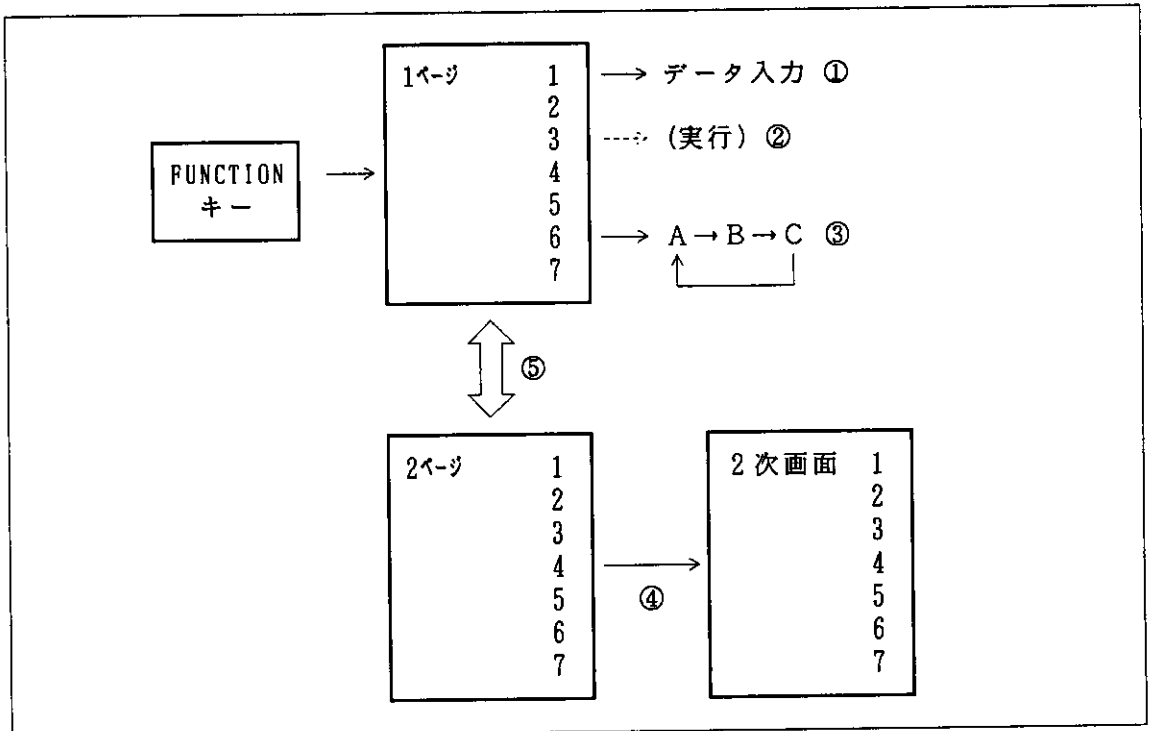 FUNCTION
キー
→
1ページ 1 → データ入力 ①
2
3 ---→ (実行) ②
4
5
6 → A → B → C ③
7
⑤
2ページ 1
2
3
4 → ④
5
6
7
2次画面 1
2
3
4
5
6
7